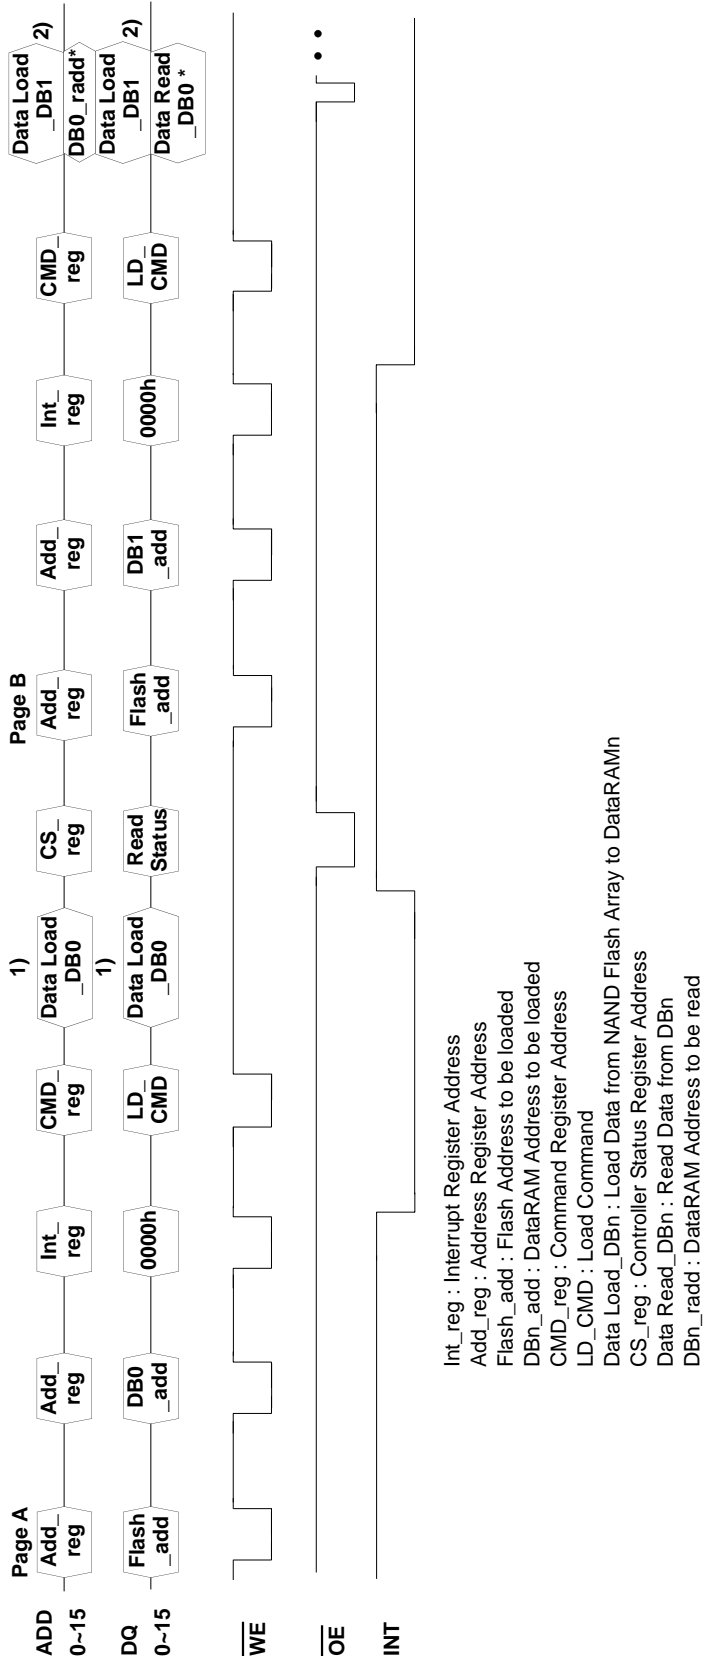 Page A
Page B
ADD
0~15
Add_
reg
Add_
reg
Int_
reg
CMD_
reg
1)
Data Load
_DB0
CS_
reg
Add_
reg
Add_
reg
Int_
reg
CMD_
reg
Data Load
_DB1
2)
DB0_radd*
DQ
0~15
Flash
_add
DB0
_add
0000h
LD_
CMD
1)
Data Load
_DB0
Read
Status
Flash
_add
DB1
_add
0000h
LD_
CMD
Data Load
_DB1
2)
Data Read
_DB0 *
WE
OE
INT
Int_reg : Interrupt Register Address
Add_reg : Address Register Address
Flash_add : Flash Address to be loaded
DBn_add : DataRAM Address to be loaded
CMD_reg : Command Register Address
LD_CMD : Load Command
Data Load_DBn : Load Data from NAND Flash Array to DataRAMn
CS_reg : Controller Status Register Address
Data Read_DBn : Read Data from DBn
DBn_radd : DataRAM Address to be read